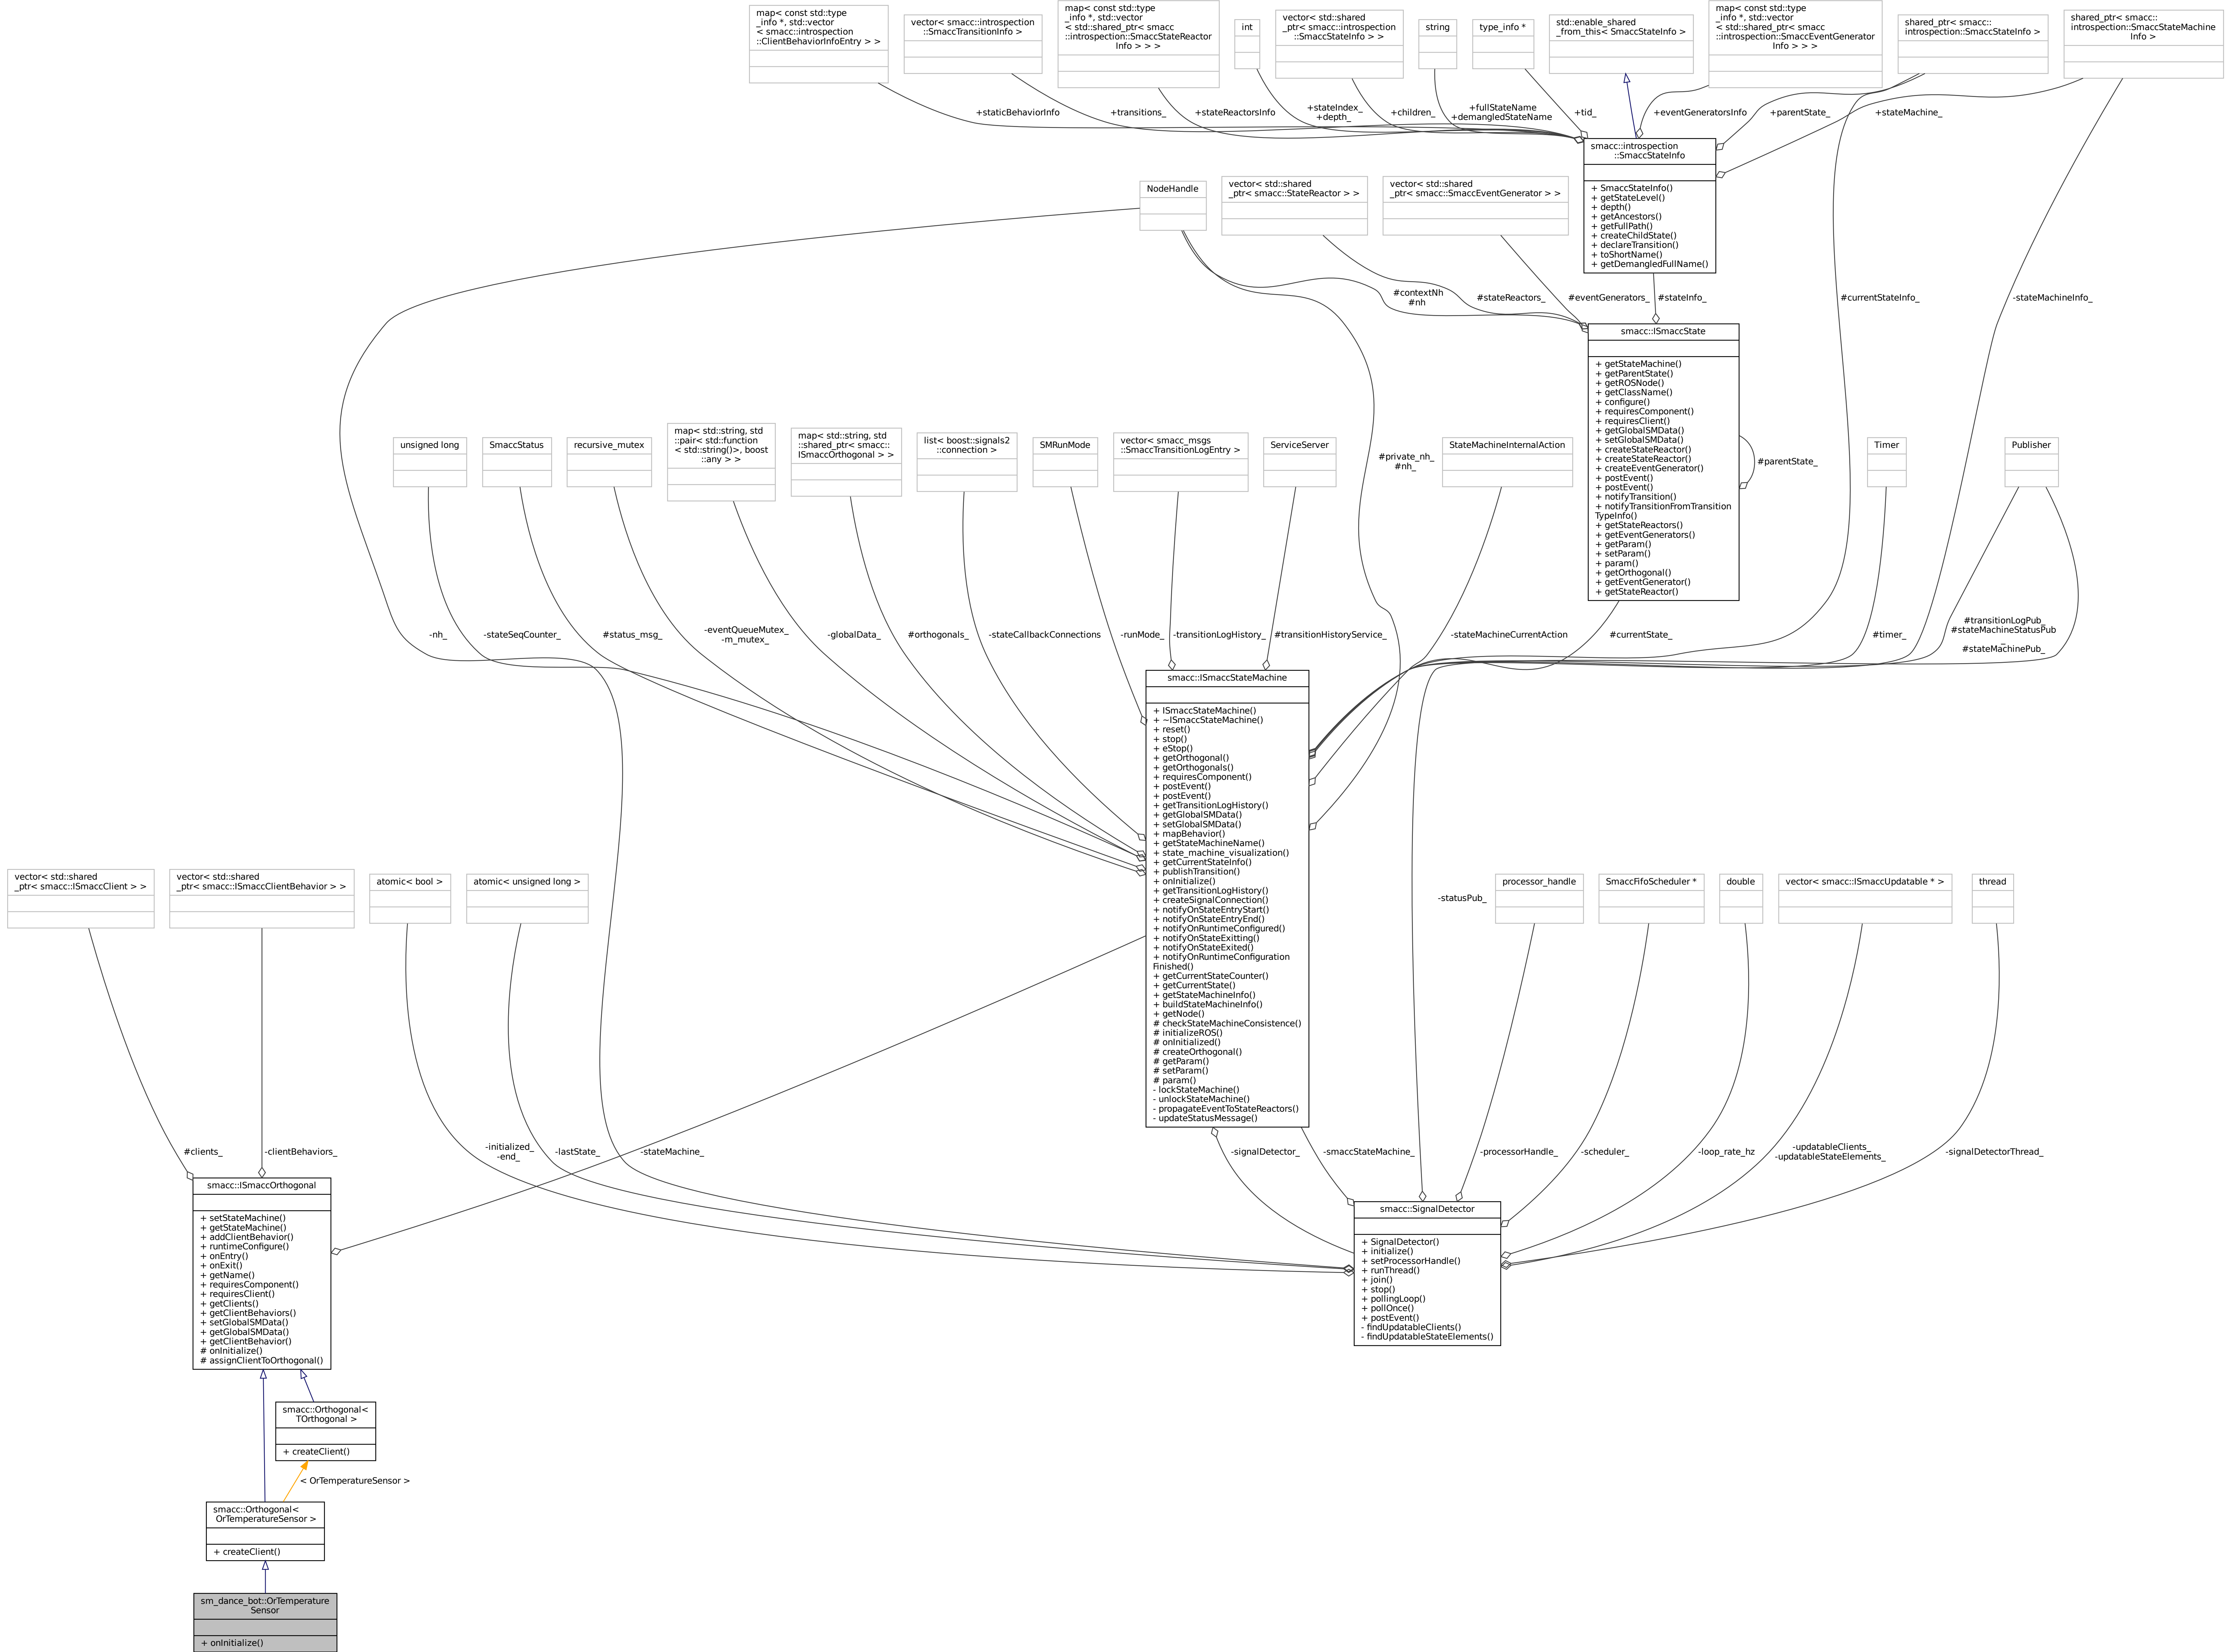 map< const std::type
_info *, std::vector
< smacc::introspection
::ClientBehaviorInfoEntry > >
vector< smacc::introspection
::SmaccTransitionInfo >
map< const std::type
_info *, std::vector
< std::shared_ptr< smacc
::introspection::SmaccStateReactor
Info > > >
int
vector< std::shared
_ptr< smacc::introspection
::SmaccStateInfo > >
string
type_info *
std::enable_shared
_from_this< SmaccStateInfo >
map< const std::type
_info *, std::vector
< std::shared_ptr< smacc
::introspection::SmaccEventGenerator
Info > > >
shared_ptr< smacc::
introspection::SmaccStateInfo >
shared_ptr< smacc::
introspection::SmaccStateMachine
Info >
+staticBehaviorInfo
+transitions_
+stateReactorsInfo
+stateIndex_
+depth_
+children_
+fullStateName
+demangledStateName
+tid_
+eventGeneratorsInfo
+parentState_
+stateMachine_
smacc::introspection
::SmaccStateInfo
+ SmaccStateInfo()
+ getStateLevel()
+ depth()
+ getAncestors()
+ getFullPath()
+ createChildState()
+ declareTransition()
+ toShortName()
+ getDemangledFullName()
NodeHandle
vector< std::shared
_ptr< smacc::StateReactor > >
vector< std::shared
_ptr< smacc::SmaccEventGenerator > >
#contextNh
#nh
#stateReactors_
#eventGenerators_
#stateInfo_
#currentStateInfo_
-stateMachineInfo_
smacc::ISmaccState
+ getStateMachine()
+ getParentState()
+ getROSNode()
+ getClassName()
+ configure()
+ requiresComponent()
+ requiresClient()
+ getGlobalSMData()
+ setGlobalSMData()
+ createStateReactor()
+ createStateReactor()
+ createEventGenerator()
+ postEvent()
+ postEvent()
+ notifyTransition()
+ notifyTransitionFromTransition
TypeInfo()
+ getStateReactors()
+ getEventGenerators()
+ getParam()
+ setParam()
+ param()
+ getOrthogonal()
+ getEventGenerator()
+ getStateReactor()
#parentState_
unsigned long
SmaccStatus
recursive_mutex
map< std::string, std
::pair< std::function
< std::string()>, boost
::any > >
map< std::string, std
::shared_ptr< smacc::
ISmaccOrthogonal > >
list< boost::signals2
::connection >
SMRunMode
vector< smacc_msgs
::SmaccTransitionLogEntry >
ServiceServer
#private_nh_
#nh_
StateMachineInternalAction
Timer
Publisher
-nh_
-stateSeqCounter_
#status_msg_
-eventQueueMutex_
-m_mutex_
-globalData_
#orthogonals_
-stateCallbackConnections
-runMode_
-transitionLogHistory_
#transitionHistoryService_
-stateMachineCurrentAction
#currentState_
#timer_
#transitionLogPub_
#stateMachineStatusPub
_
#stateMachinePub_
smacc::ISmaccStateMachine
+ ISmaccStateMachine()
+ ~ISmaccStateMachine()
+ reset()
+ stop()
+ eStop()
+ getOrthogonal()
+ getOrthogonals()
+ requiresComponent()
+ postEvent()
+ postEvent()
+ getTransitionLogHistory()
+ getGlobalSMData()
+ setGlobalSMData()
+ mapBehavior()
+ getStateMachineName()
+ state_machine_visualization()
+ getCurrentStateInfo()
+ publishTransition()
+ onInitialize()
+ getTransitionLogHistory()
+ createSignalConnection()
+ notifyOnStateEntryStart()
+ notifyOnStateEntryEnd()
+ notifyOnRuntimeConfigured()
+ notifyOnStateExitting()
+ notifyOnStateExited()
+ notifyOnRuntimeConfiguration
Finished()
+ getCurrentStateCounter()
+ getCurrentState()
+ getStateMachineInfo()
+ buildStateMachineInfo()
+ getNode()
# checkStateMachineConsistence()
# initializeROS()
# onInitialized()
# createOrthogonal()
# getParam()
# setParam()
# param()
- lockStateMachine()
- unlockStateMachine()
- propagateEventToStateReactors()
- updateStatusMessage()
vector< std::shared
_ptr< smacc::ISmaccClient > >
vector< std::shared
_ptr< smacc::ISmaccClientBehavior > >
atomic< bool >
atomic< unsigned long >
-statusPub_
processor_handle
SmaccFifoScheduler *
double
vector< smacc::ISmaccUpdatable * >
thread
#clients_
-clientBehaviors_
-initialized_
-end_
-lastState_
-stateMachine_
-signalDetector_
-smaccStateMachine_
-processorHandle_
-scheduler_
-loop_rate_hz
-updatableClients_
-updatableStateElements_
-signalDetectorThread_
smacc::ISmaccOrthogonal
+ setStateMachine()
+ getStateMachine()
+ addClientBehavior()
+ runtimeConfigure()
+ onEntry()
+ onExit()
+ getName()
+ requiresComponent()
+ requiresClient()
+ getClients()
+ getClientBehaviors()
+ setGlobalSMData()
+ getGlobalSMData()
+ getClientBehavior()
# onInitialize()
# assignClientToOrthogonal()
smacc::SignalDetector
+ SignalDetector()
+ initialize()
+ setProcessorHandle()
+ runThread()
+ join()
+ stop()
+ pollingLoop()
+ pollOnce()
+ postEvent()
- findUpdatableClients()
- findUpdatableStateElements()
smacc::Orthogonal<
TOrthogonal >
+ createClient()
< OrTemperatureSensor >
smacc::Orthogonal<
OrTemperatureSensor >
+ createClient()
sm_dance_bot::OrTemperature
Sensor
+ onInitialize()